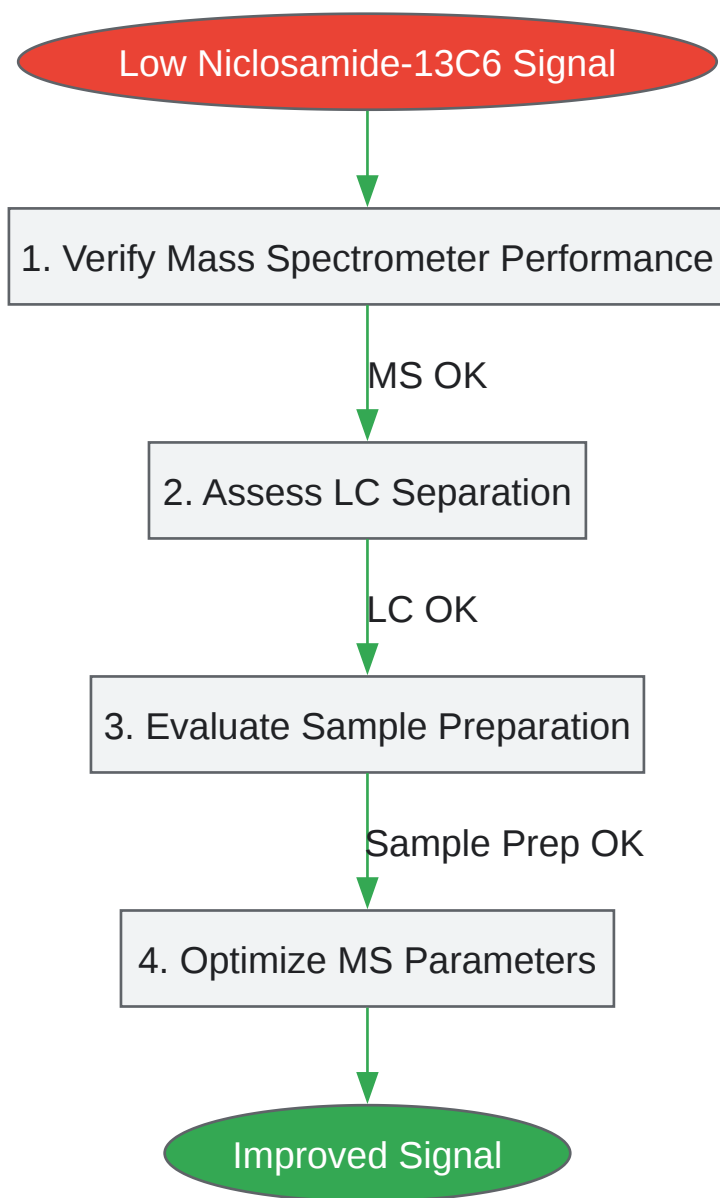 Low Niclosamide-13C6 Signal
1. Verify Mass Spectrometer Performance
MS OK
2. Assess LC Separation
LC OK
3. Evaluate Sample Preparation
Sample Prep OK
4. Optimize MS Parameters
Improved Signal